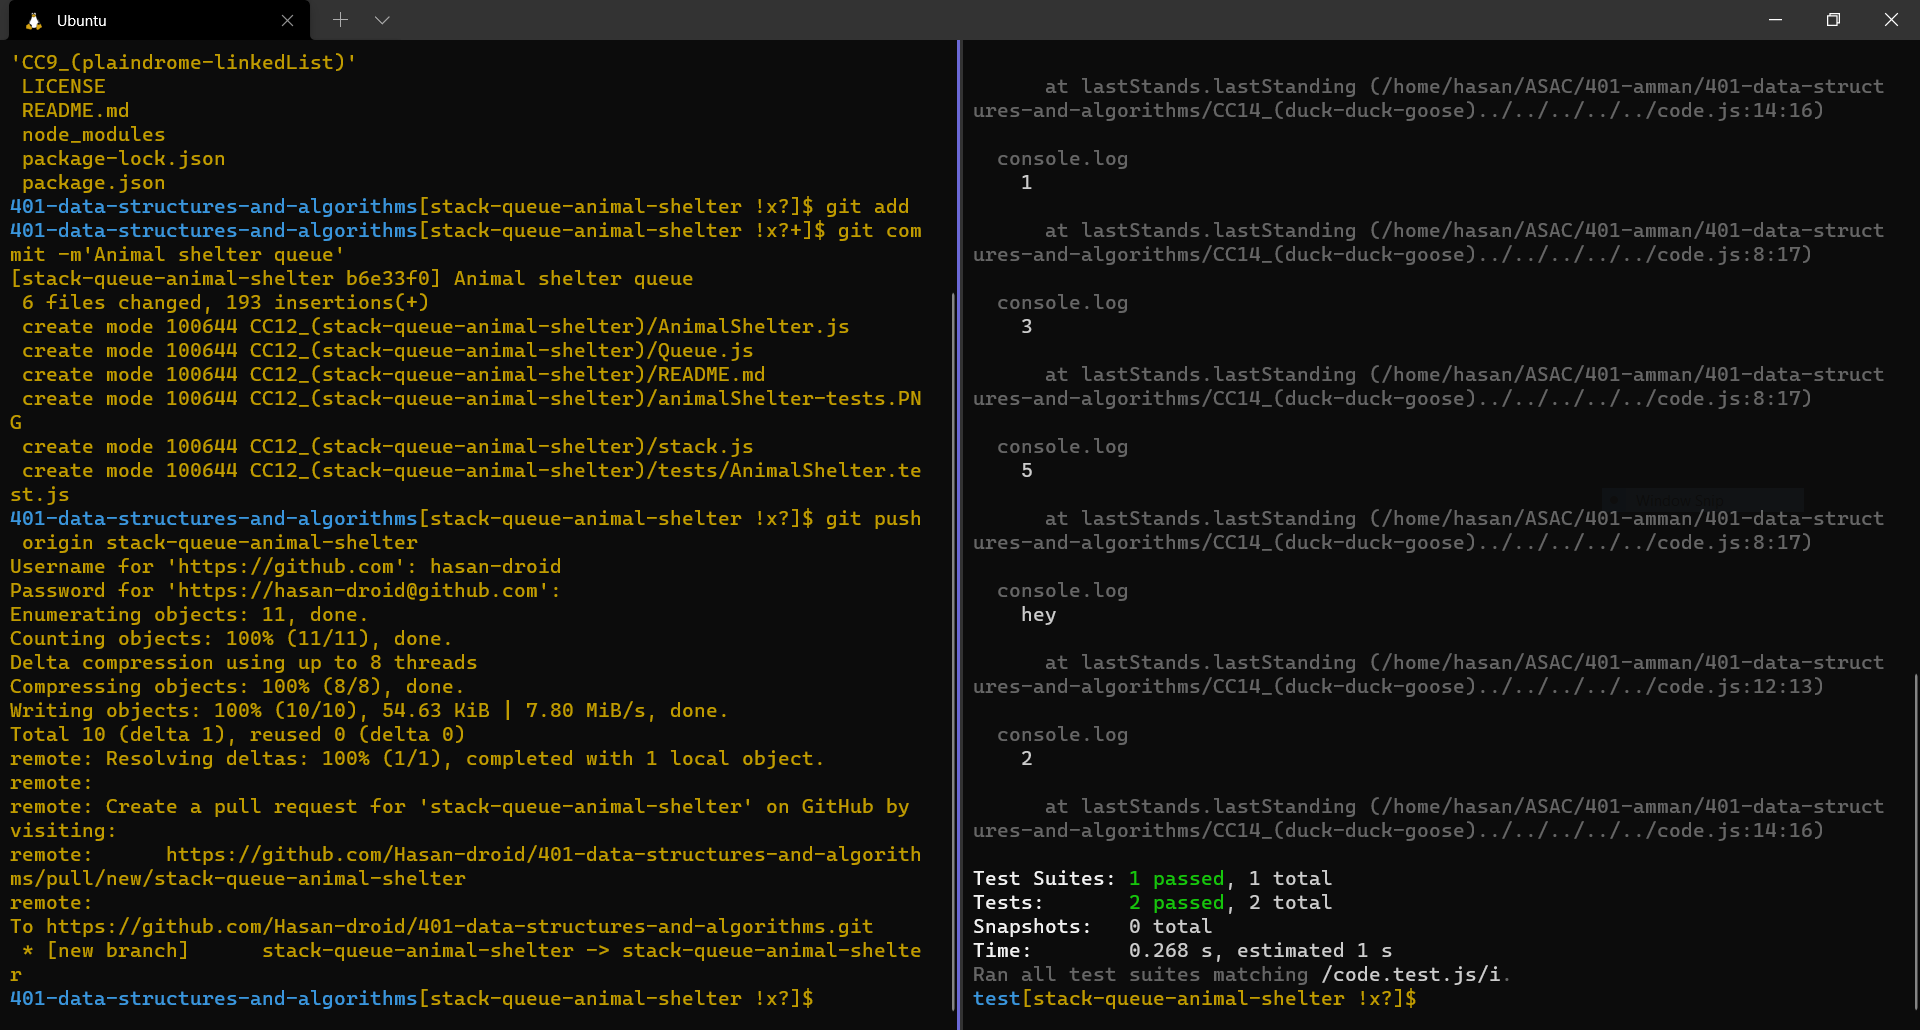 Ubuntu
'CC9_(plaindrome-linkedList)'
LICENSE
README.md
node_modules
package-lock.json
package.json
401-data-structures-and-algorithms[stack-queue-animal-shelter !x?]$ git add
401-data-structures-and-algorithms[stack-queue-animal-shelter !x?+]$ git com
mit -m'Animal shelter queue'
[stack-queue-animal-shelter b6e33f0] Animal shelter queue
6 files changed, 193 insertions(+)
create mode 100644 CC12_(stack-queue-animal-shelter)/AnimalShelter.js
create mode 100644 CC12_(stack-queue-animal-shelter)/Queue.js
create mode 100644 CC12_(stack-queue-animal-shelter)/README.md
create mode 100644 CC12_(stack-queue-animal-shelter)/animalShelter-tests.PN
G
create mode 100644 CC12_(stack-queue-animal-shelter)/stack.js
create mode 100644 CC12_(stack-queue-animal-shelter)/tests/AnimalShelter.te
st.js
401-data-structures-and-algorithms[stack-queue-animal-shelter !x?]$ git push
origin stack-queue-animal-shelter
Username for 'https://github.com': hasan-droid
Password for 'https://hasan-droid@github.com':
Enumerating objects: 11, done.
Counting objects: 100% (11/11), done.
Delta compression using up to 8 threads
Compressing objects: 100% (8/8), done.
Writing objects: 100% (10/10), 54.63 KiB | 7.80 MiB/s, done.
Total 10 (delta 1), reused 0 (delta 0)
remote: Resolving deltas: 100% (1/1), completed with 1 local object.
remote:
remote: Create a pull request for 'stack-queue-animal-shelter' on GitHub by
visiting:
remote:      https://github.com/Hasan-droid/401-data-structures-and-algorith
ms/pull/new/stack-queue-animal-shelter
remote:
To https://github.com/Hasan-droid/401-data-structures-and-algorithms.git
* [new branch]      stack-queue-animal-shelter -> stack-queue-animal-shelte
r
401-data-structures-and-algorithms[stack-queue-animal-shelter !x?]$
at lastStands.lastStanding (/home/hasan/ASAC/401-amman/401-data-struct
ures-and-algorithms/CC14_(duck-duck-goose)../../../../../code.js:14:16)
console.log
1
at lastStands.lastStanding (/home/hasan/ASAC/401-amman/401-data-struct
ures-and-algorithms/CC14_(duck-duck-goose)../../../../../code.js:8:17)
console.log
3
at lastStands.lastStanding (/home/hasan/ASAC/401-amman/401-data-struct
ures-and-algorithms/CC14_(duck-duck-goose)../../../../../code.js:8:17)
console.log
5
Window Snip
at lastStands.lastStanding (/home/hasan/ASAC/401-amman/401-data-struct
ures-and-algorithms/CC14_(duck-duck-goose)../../../../../code.js:8:17)
console.log
hey
at lastStands.lastStanding (/home/hasan/ASAC/401-amman/401-data-struct
ures-and-algorithms/CC14_(duck-duck-goose)../../../../../code.js:12:13)
console.log
2
at lastStands.lastStanding (/home/hasan/ASAC/401-amman/401-data-struct
ures-and-algorithms/CC14_(duck-duck-goose)../../../../../code.js:14:16)
Test Suites: 1 passed, 1 total
Tests:       2 passed, 2 total
Snapshots:   0 total
Time:        0.268 s, estimated 1 s
Ran all test suites matching /code.test.js/i.
test[stack-queue-animal-shelter !x?]$